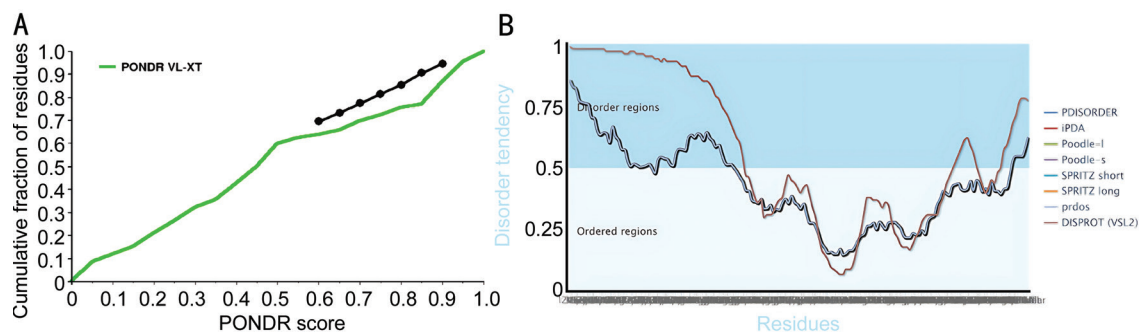 A
1.0
0.9
0.8
0.7
0.6
0.5
0.4
0.3
0.2
0.1
0
Cumulative fraction of residues
PONDR VL-XT
0 0.1 0.2 0.3 0.4 0.5 0.6 0.7 0.8 0.9 1.0
PONDR score
B
1
0.75
0.5
0.25
0
Disorder tendency
Disorder regions
Ordered regions
Residues
PDISORDER
iPDA
Poodle-l
Poodle-s
SPRITZ short
SPRITZ long
prdos
DISPROT (VSL2)